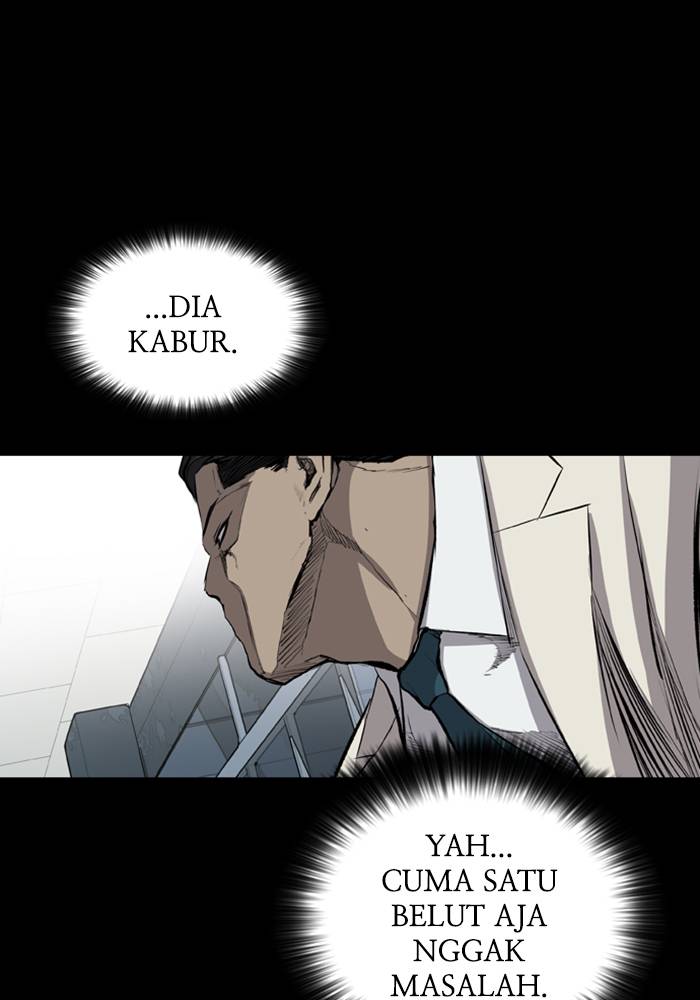 ...DIA
KABUR.
YAH...
CUMA SATU
BELUT AJA
NGGAK
MASALAH.